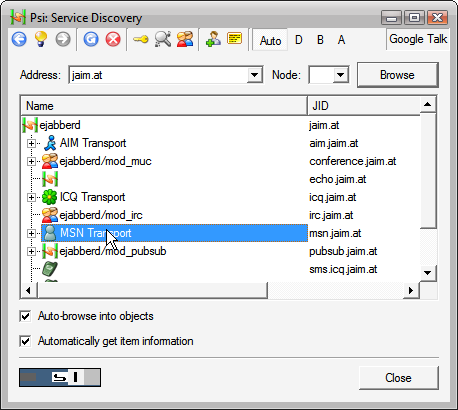 Psi: Service Discovery
Auto D B A Google Talk
Address: jaim.at Node: Browse
Name JID
ejabberd jaim.at
AIM Transport aim.jaim.at
ejabberd/mod_muc conference.jaim.at
echo.jaim.at
ICQ Transport icq.jaim.at
ejabberd/mod_irc irc.jaim.at
MSN Transport msn.jaim.at
ejabberd/mod_pubsub pubsub.jaim.at
sms.icq.jaim.at
Auto-browse into objects
Automatically get item information
Close